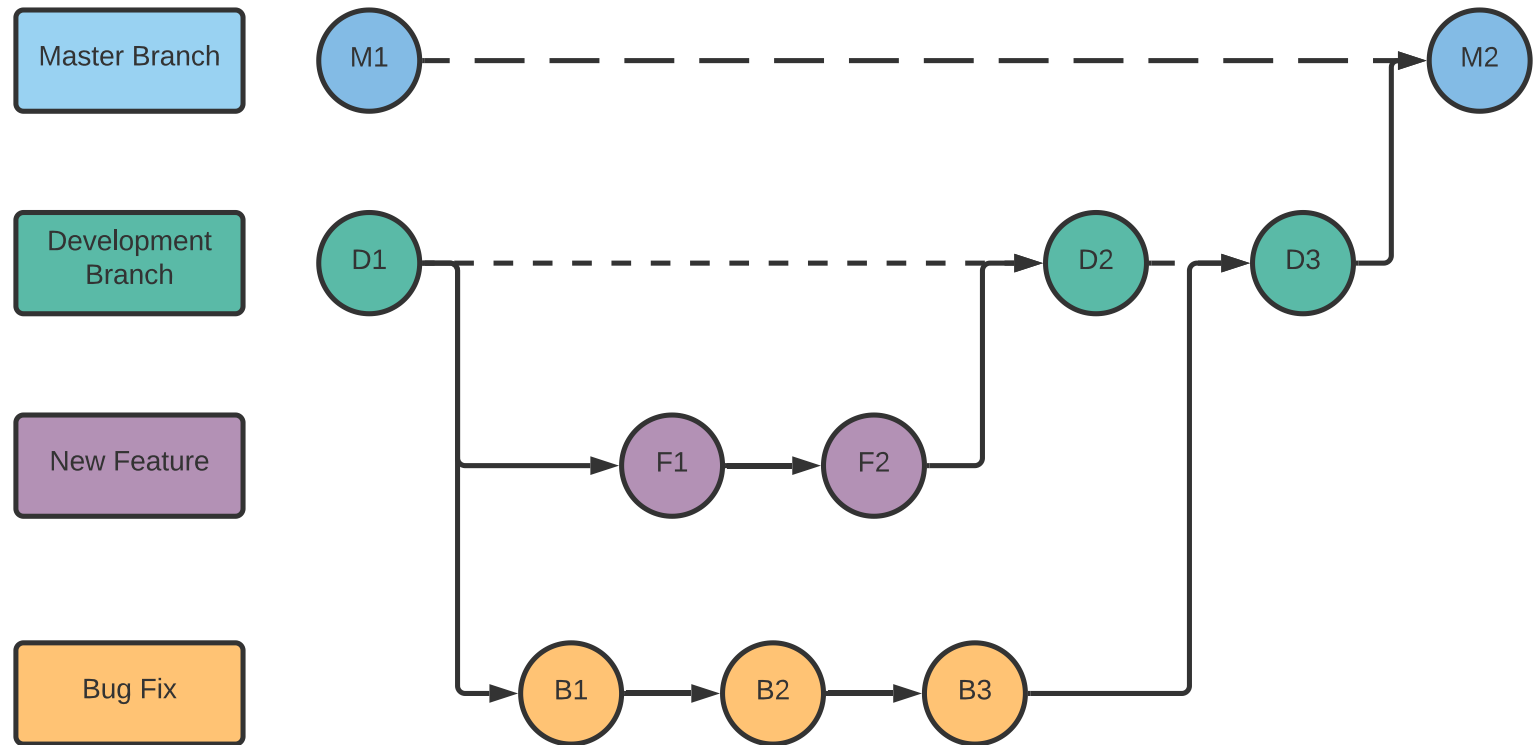 Master Branch
M1
M2
Development
Branch
D1
D2
D3
New Feature
F1
F2
Bug Fix
B1
B2
B3